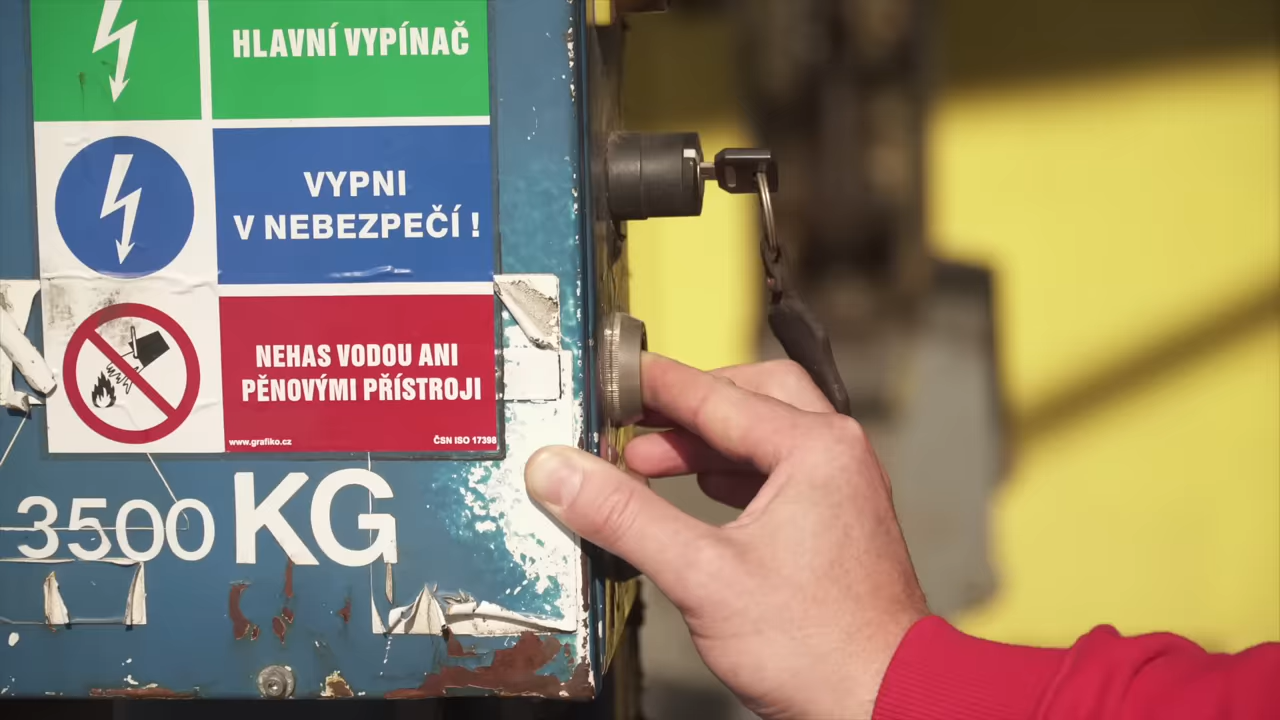 HLAVNÍ VYPÍNAČ
VYPNI
V NEBEZPEČÍ !
NEHAS VODOU ANI
PĚNOVÝMI PŘÍSTROJI
www.grafiko.cz ČSN ISO 17398
3500 KG